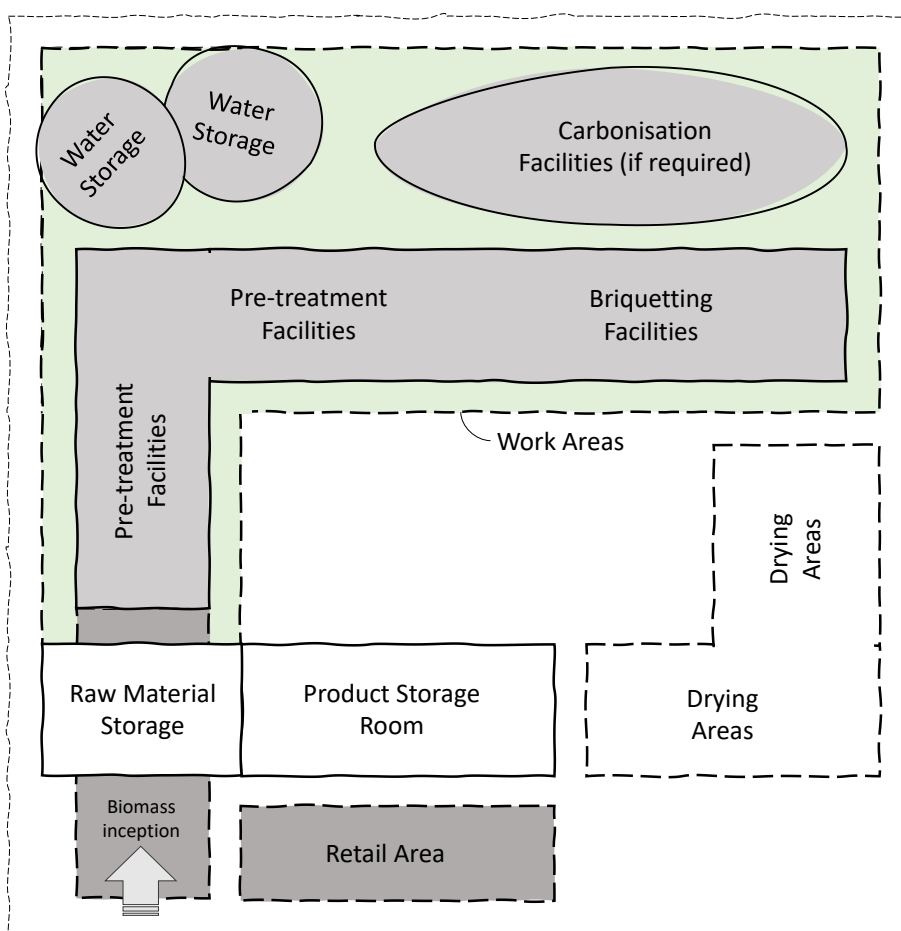 Water
Storage
Water
Storage
Carbonisation
Facilities (if required)
Pre-treatment
Facilities
Briquetting
Facilities
Pre-treatment
Facilities
Work Areas
Drying
Areas
Raw Material
Storage
Product Storage
Room
Drying
Areas
Biomass
inception
Retail Area